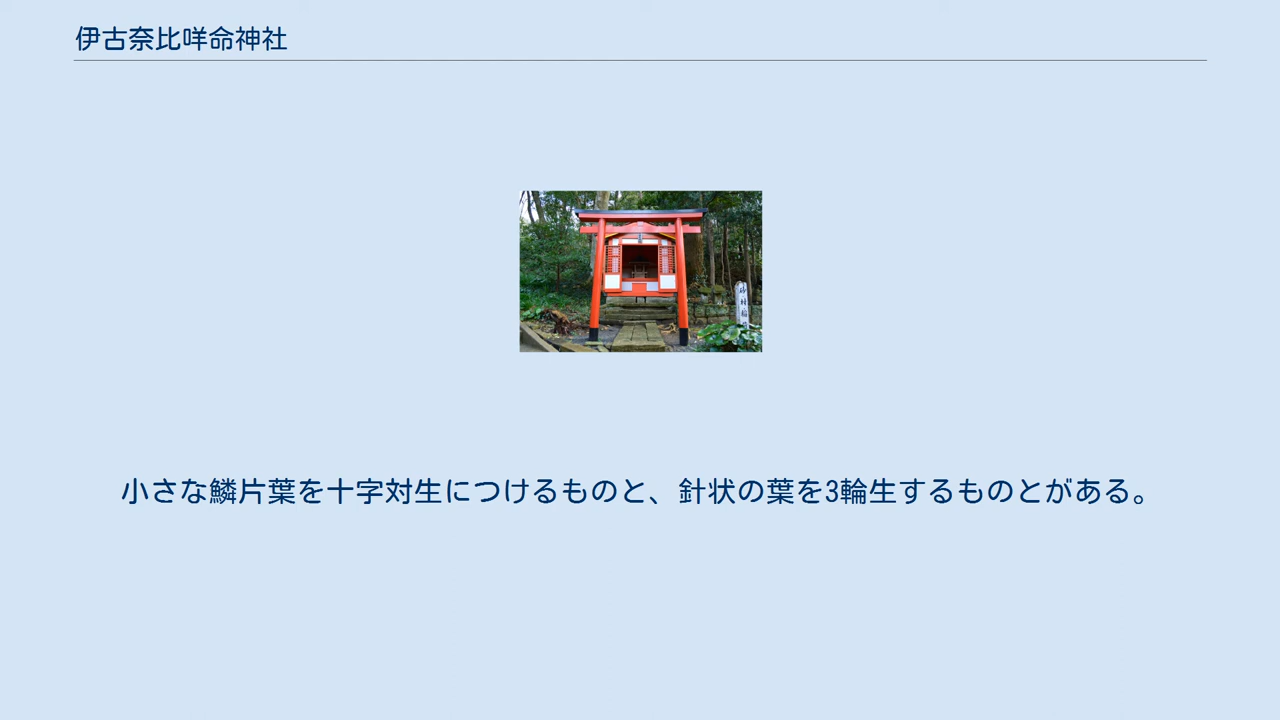 伊古奈比咩命神社
小さな鱗片葉を十字対生につけるものと、針状の葉を3輪生するものとがある。